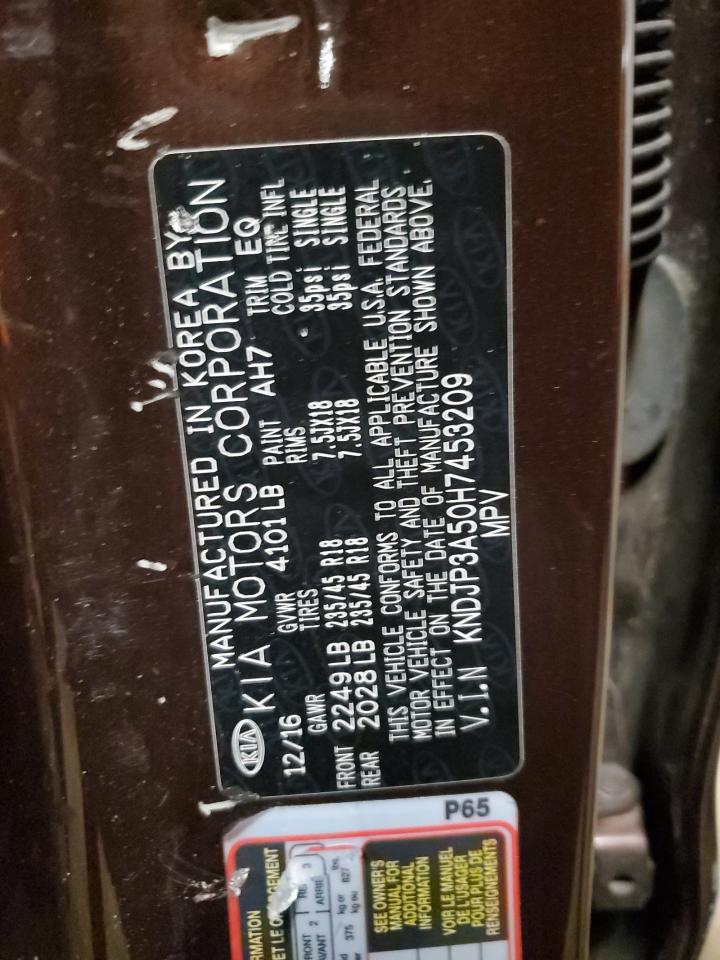 MANUFACTURED IN KOREA BY
KIA KIA MOTORS CORPORATION
12/16 GVWR 4101LB PAINT AH7 TRIM EQ
GAWR TIRES RIMS COLD TIRE INFL
FRONT 2249LB 235/45 R18 7.5JX18 35psi SINGLE
REAR 2028LB 235/45 R18 7.5JX18 35psi SINGLE
THIS VEHICLE CONFORMS TO ALL APPLICABLE U.S.A. FEDERAL
MOTOR VEHICLE SAFETY AND THEFT PREVENTION STANDARDS
IN EFFECT ON THE DATE OF MANUFACTURE SHOWN ABOVE.
V.I.N KNDJP3A50H7453209
MPV
P65
SEE OWNER'S
MANUAL FOR
ADDITIONAL
INFORMATION
VOIR LE MANUEL
DE L'USAGER
POUR PLUS DE
RENSEIGNEMENTS